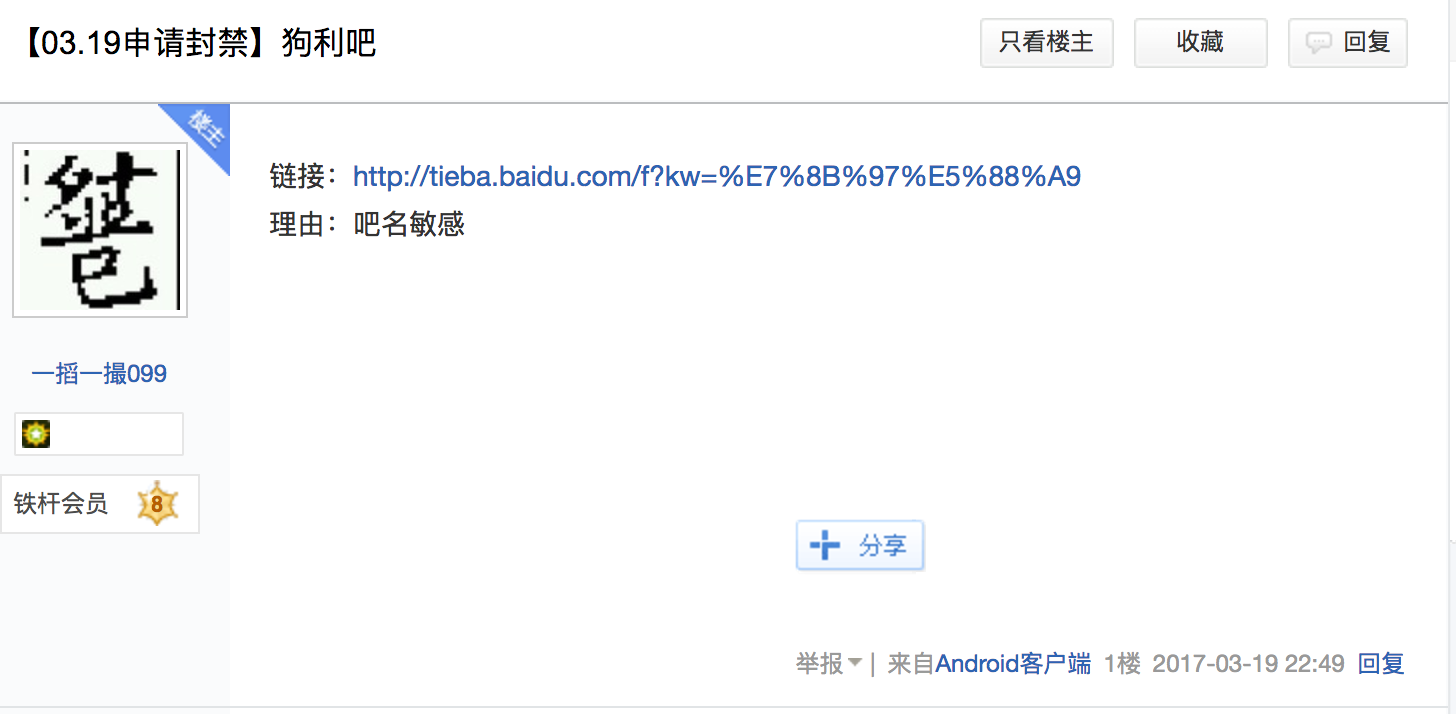 【03.19申请封禁】狗利吧
只看楼主
收藏
回复
楼主
链接：http://tieba.baidu.com/f?kw=%E7%8B%97%E5%88%A9
理由：吧名敏感
一搯一撮099
铁杆会员 8
分享
举报 | 来自Android客户端 1楼 2017-03-19 22:49 回复